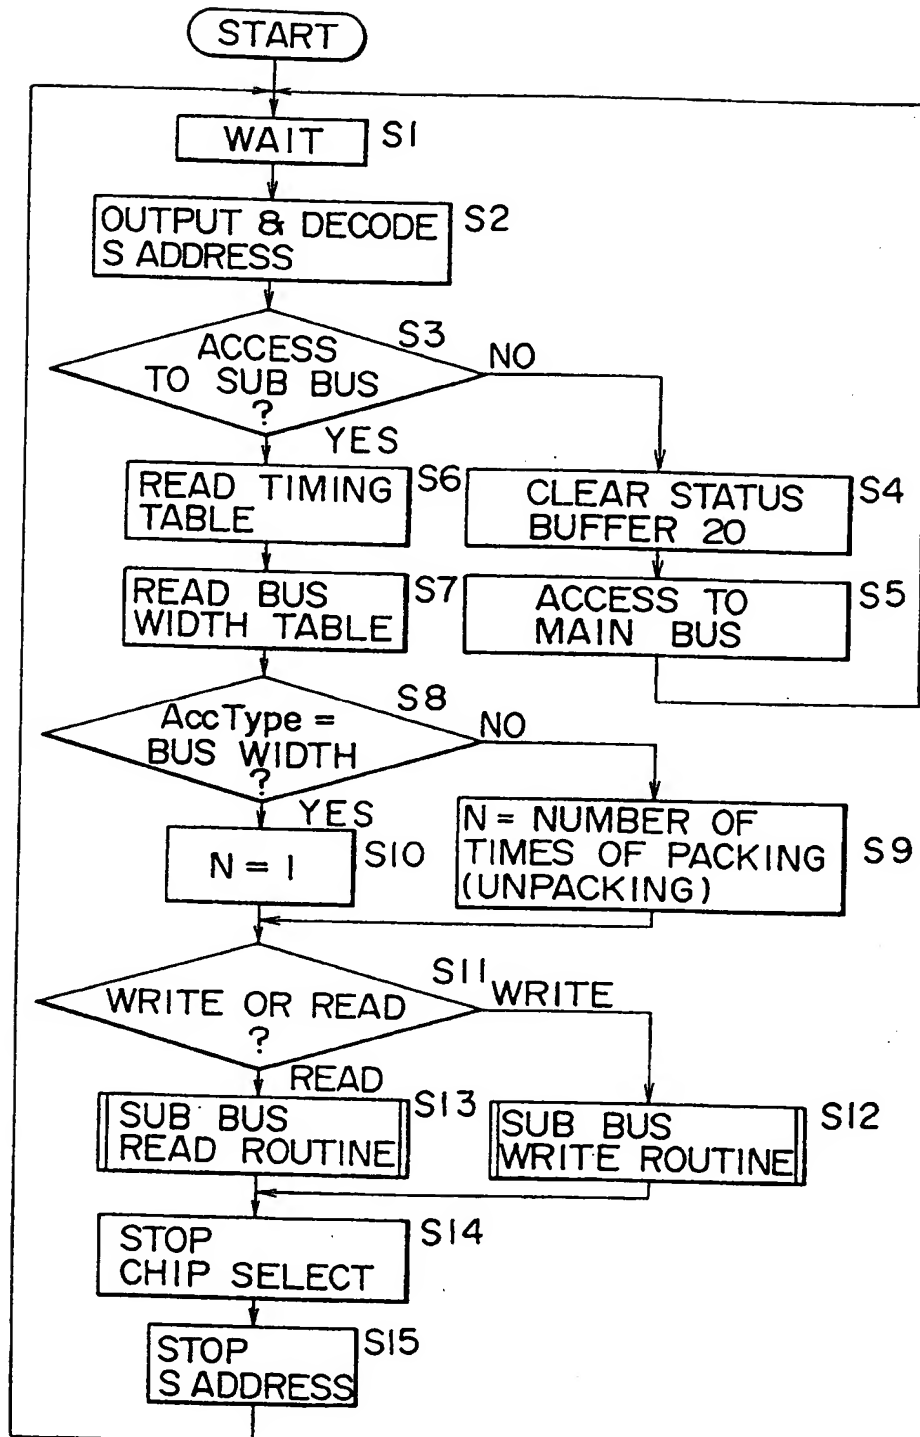 START
WAIT
S1
OUTPUT & DECODE
S ADDRESS
S2
ACCESS
TO SUB BUS
?
S3
NO
YES
READ TIMING
TABLE
S6
CLEAR STATUS
BUFFER 20
S4
READ BUS
WIDTH TABLE
S7
ACCESS TO
MAIN BUS
S5
AccType =
BUS WIDTH
?
S8
NO
YES
N = 1
S10
N = NUMBER OF
TIMES OF PACKING
(UNPACKING)
S9
WRITE OR READ
?
S11
WRITE
READ
SUB BUS
READ ROUTINE
S13
SUB BUS
WRITE ROUTINE
S12
STOP
CHIP SELECT
S14
STOP
S ADDRESS
S15